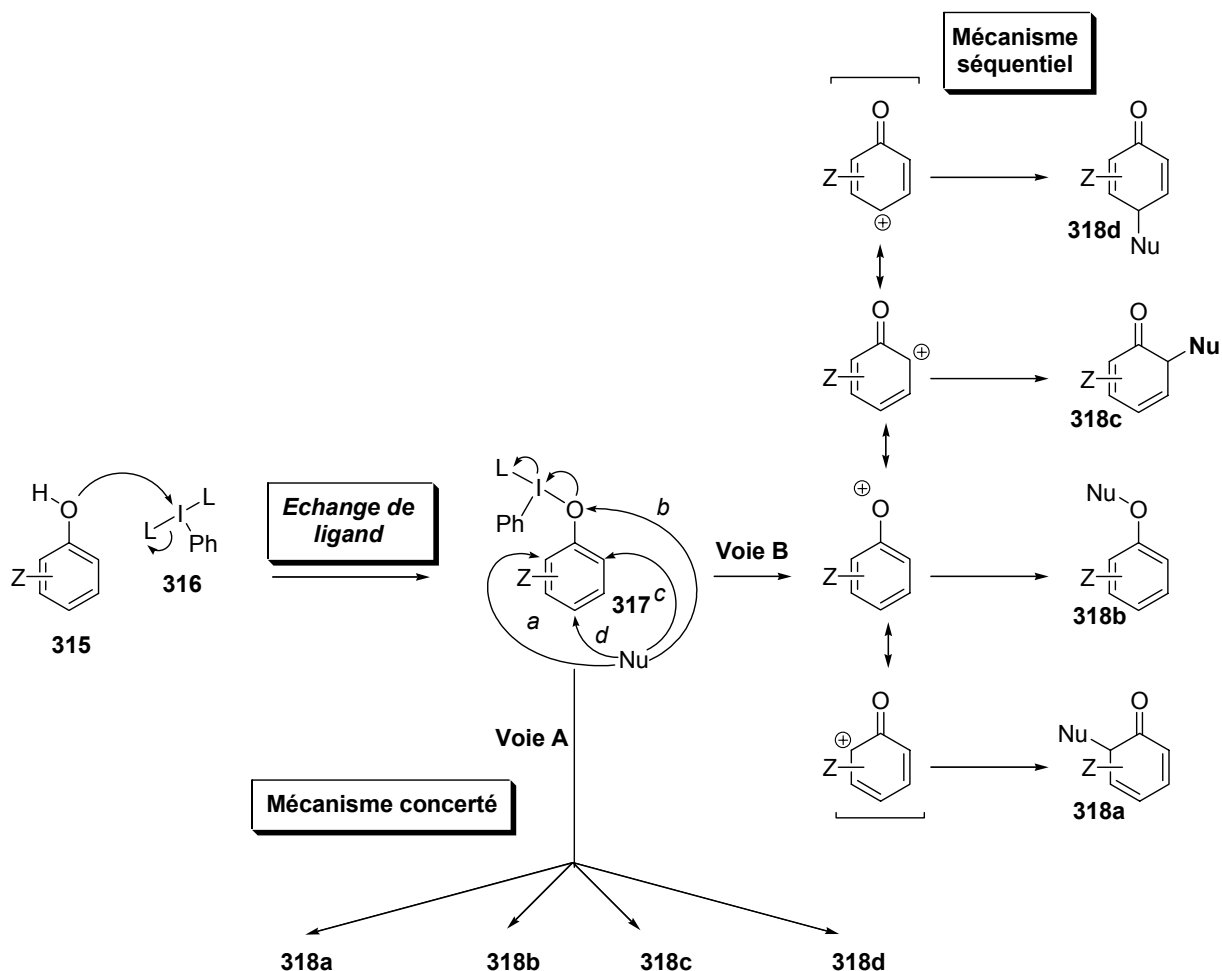 Mécanisme
séquentiel
O
Z
⊕
O
Z
318d
Nu
O
⊕
Z
O
Nu
Z
318c
H
O
Z
315
L
L
I
Ph
316
Echange de
ligand
L
I
O
Ph
Z
317
a
b
c
d
Nu
Voie B
⊕
O
Z
Nu
O
Z
318b
O
⊕
Z
Nu
O
Z
318a
Voie A
Mécanisme concerté
318a 318b 318c 318d